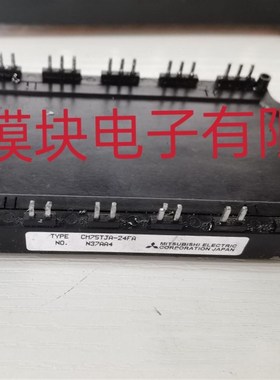 模块电子有限
TYPE CM75TJA-24FA
NO. N37AA4
MITSUBISHI ELECTRIC
CORPORATION JAPAN